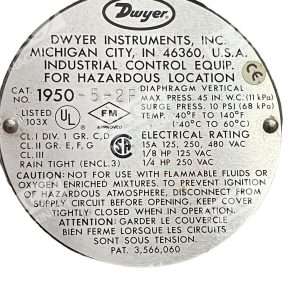 Dwyer
DWYER INSTRUMENTS, INC.
MICHIGAN CITY, IN 46360, U.S.A.
INDUSTRIAL CONTROL EQUIP.
FOR HAZARDOUS LOCATION
CAT. NO. 1950-5-2F DIAPHRAGM VERTICAL
MAX. PRESS. 45 IN. W.C. (11 kPa)
LISTED UL 103X FM APPROVED SURGE PRESS. 10 PSI (68 kPa)
TEMP. -40°F TO 140°F
(-40°C TO 60°C)
CL. I DIV. 1 GR. C, D SA ELECTRICAL RATING
CL. II GR. E, F, G 15A 125, 250, 480 VAC
CL. III 1/8 HP 125 VAC
RAIN TIGHT (ENCL. 3) 1/4 HP 250 VAC
CAUTION: NOT FOR USE WITH FLAMMABLE FLUIDS OR
OXYGEN ENRICHED MIXTURES. TO PREVENT IGNITION
OF HAZARDOUS ATMOSPHERE, DISCONNECT FROM
SUPPLY CIRCUIT BEFORE OPENING. KEEP COVER
TIGHTLY CLOSED WHEN IN OPERATION.
ATTENTION: GARDER LE COUVERCLE
BIEN FERME LORSQUE LES CIRCUITS
SONT SOUS TENSION.
PAT. 3,566,060
CE